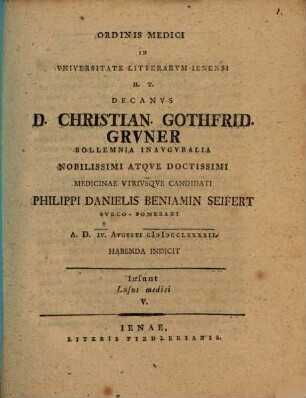 1.
ORDINIS MEDICI
IN
VNIVERSITATE LITTERARVM IENENSI
H. T.
DECANVS
D. CHRISTIAN. GOTHFRID.
GRVNER
SOLLEMNIA INAVGVRALIA
NOBILISSIMI ATQVE DOCTISSIMI
MEDICINAE VTRIVSQVE CANDIDATI
PHILIPPI DANIELIS BENIAMIN SEIFERT
SVECO-POMERANI
A. D. IV. AVGVSTI CIƆIƆCCLXXXXII.
HABENDA INDICIT
Insunt
Lusus medici
V.
IENAE,
LITERIS FIEDLERIANIS.